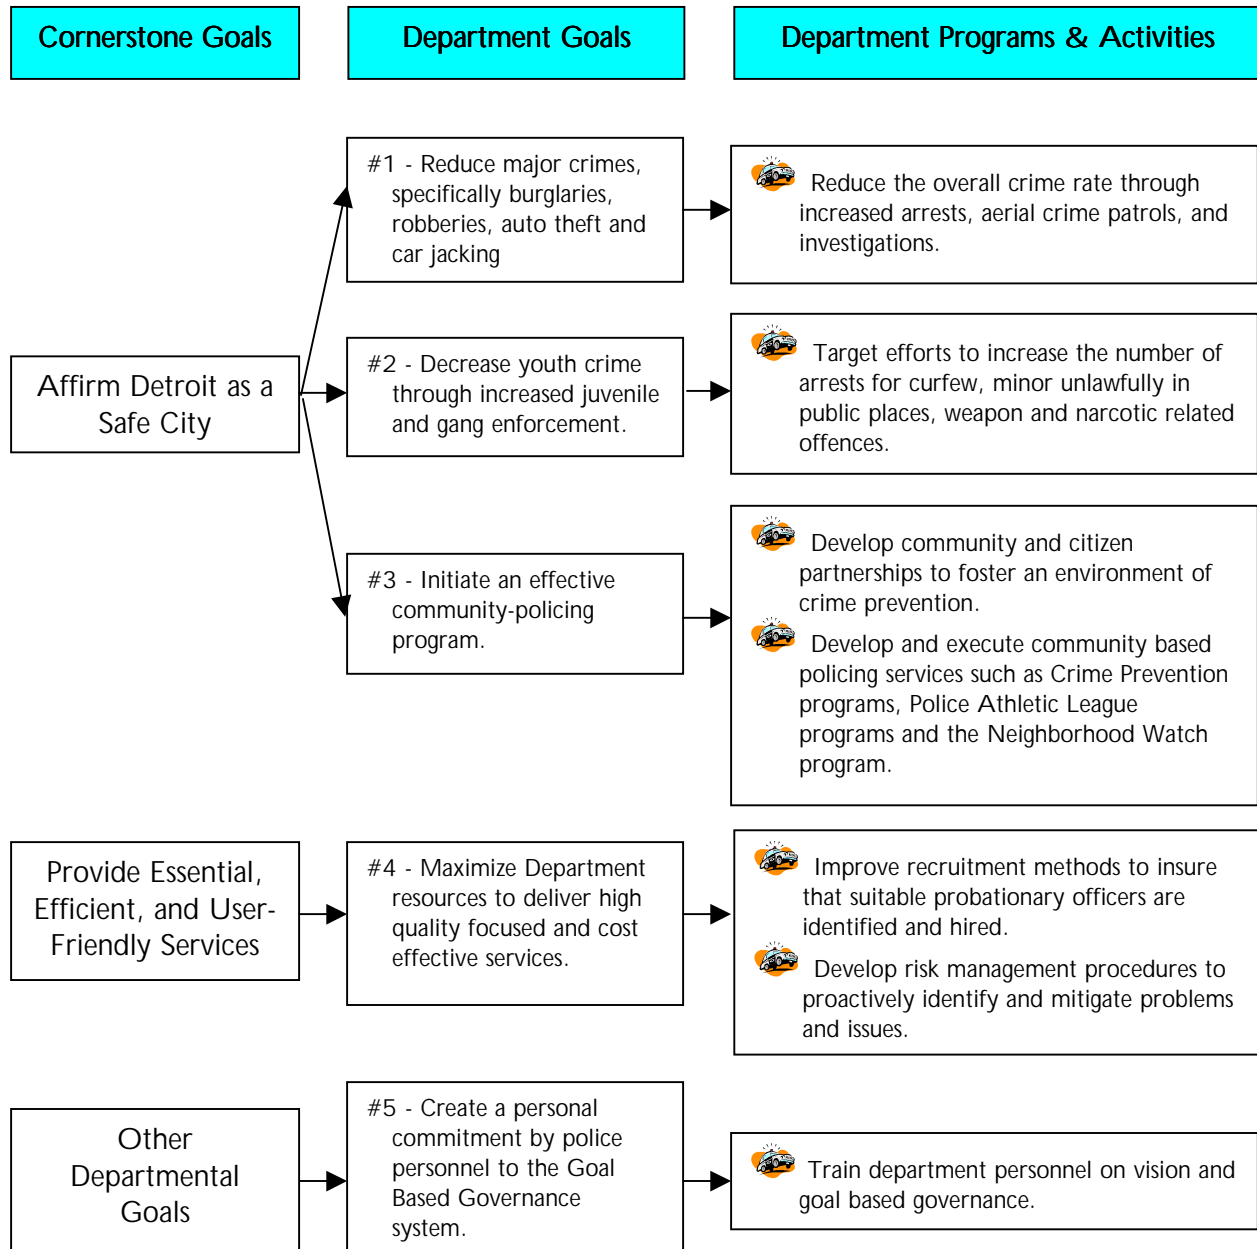 Cornerstone Goals
Department Goals
Department Programs & Activities
Affirm Detroit as a
Safe City
#1 - Reduce major crimes,
specifically burglaries,
robberies, auto theft and
car jacking
Reduce the overall crime rate through
increased arrests, aerial crime patrols, and
investigations.
#2 - Decrease youth crime
through increased juvenile
and gang enforcement.
Target efforts to increase the number of
arrests for curfew, minor unlawfully in
public places, weapon and narcotic related
offences.
#3 - Initiate an effective
community-policing
program.
Develop community and citizen
partnerships to foster an environment of
crime prevention.
Develop and execute community based
policing services such as Crime Prevention
programs, Police Athletic League
programs and the Neighborhood Watch
program.
Provide Essential,
Efficient, and User-
Friendly Services
#4 - Maximize Department
resources to deliver high
quality focused and cost
effective services.
Improve recruitment methods to insure
that suitable probationary officers are
identified and hired.
Develop risk management procedures to
proactively identify and mitigate problems
and issues.
Other
Departmental
Goals
#5 - Create a personal
commitment by police
personnel to the Goal
Based Governance
system.
Train department personnel on vision and
goal based governance.